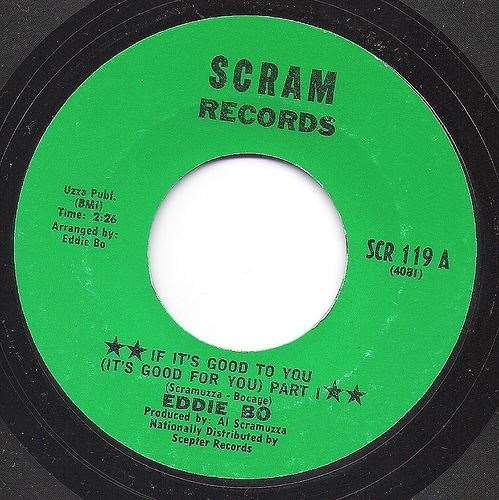 SCRAM
RECORDS
Uzza Publ.
(BMI)
Time: 2:26
Arranged by:
Eddie Bo
SCR 119 A
(4081)
★★ IF IT'S GOOD TO YOU
(IT'S GOOD FOR YOU) PART I ★★
(Scramuzza - Bocage)
EDDIE BO
Produced by: Al Scramuzza
Nationally Distributed by
Scepter Records